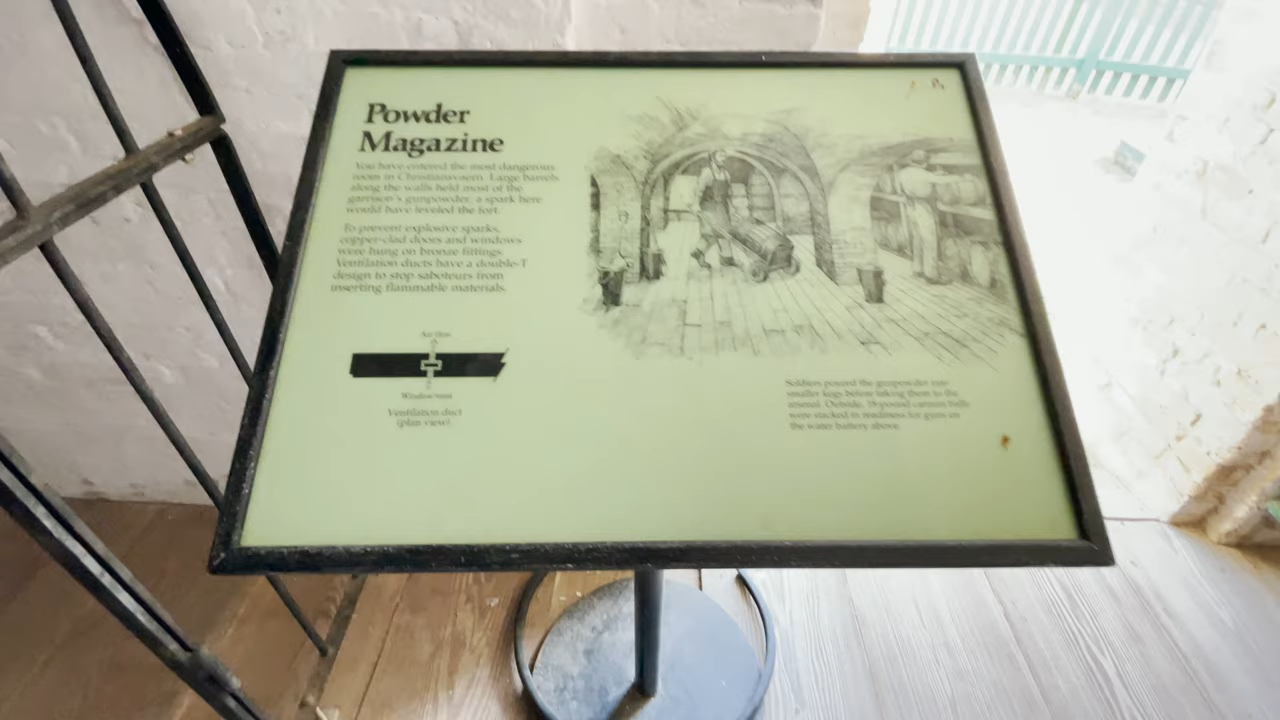 Powder
Magazine
You have entered the most dangerous
room in Christiansvaern. Large barrels
along the walls held most of the
garrison's gunpowder; a spark here
would have leveled the fort.
To prevent explosive sparks,
copper-clad doors and windows
were hung on bronze fittings.
Ventilation ducts have a double-T
design to stop saboteurs from
inserting flammable materials.
Air flow
Window vent
Ventilation duct
(plan view)
Soldiers poured the gunpowder into
smaller kegs before taking them to the
arsenal. Outside, cannon balls
were stacked in readiness for guns on
the water battery above.